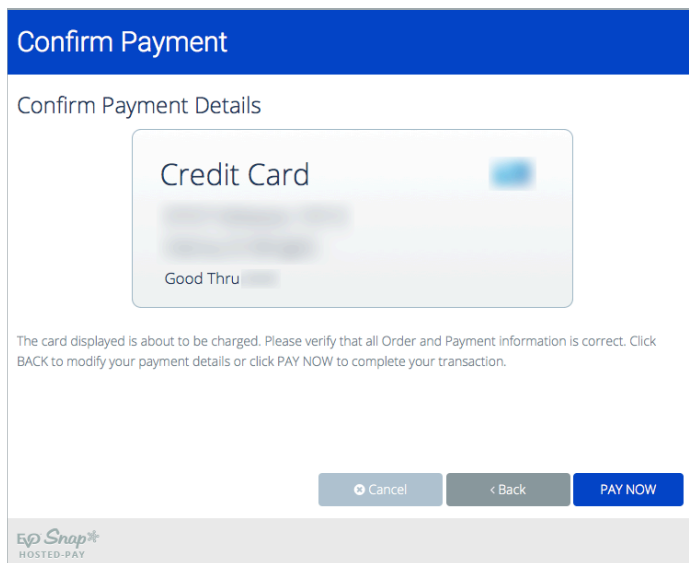 Confirm Payment
Confirm Payment Details
Credit Card
Good Thru
The card displayed is about to be charged. Please verify that all Order and Payment information is correct. Click
BACK to modify your payment details or click PAY NOW to complete your transaction.
Cancel
< Back
PAY NOW
EVO Snap*
HOSTED-PAY